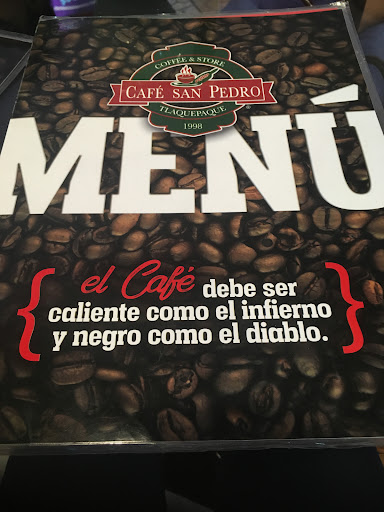 COFFEE & STORE
CAFÉ SAN PEDRO
TLAQUEPAQUE
1998
MENÚ
el Café debe ser
caliente como el infierno
y negro como el diablo.